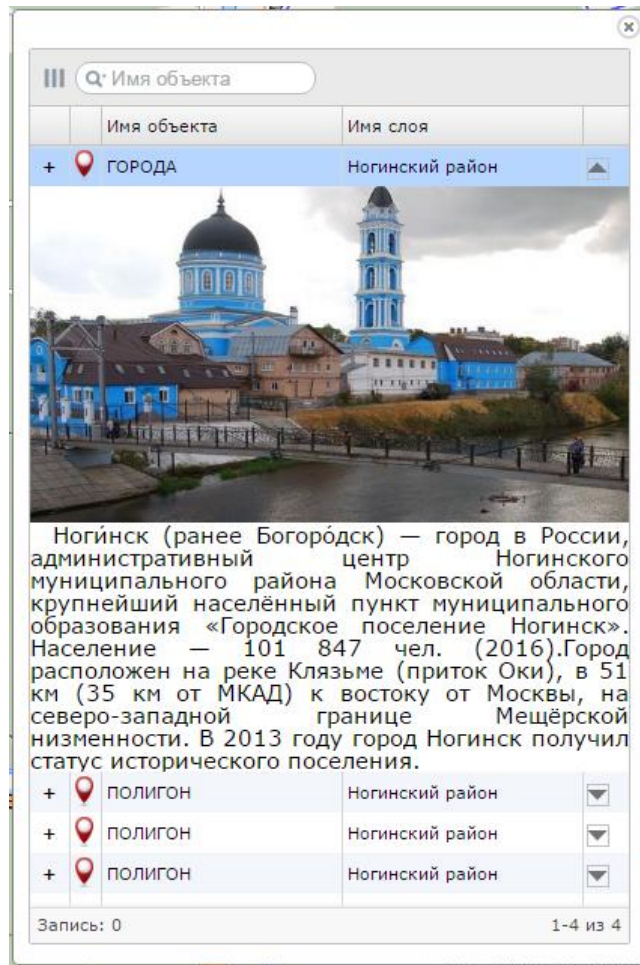 Имя объекта
Имя объекта Имя слоя
+ ГОРОДА Ногинский район
Ноги́нск (ранее Богоро́дск) — город в России,
административный центр Ногинского
муниципального района Московской области,
крупнейший населённый пункт муниципального
образования «Городское поселение Ногинск».
Население — 101 847 чел. (2016).Город
расположен на реке Клязьме (приток Оки), в 51
км (35 км от МКАД) к востоку от Москвы, на
северо-западной границе Мещёрской
низменности. В 2013 году город Ногинск получил
статус исторического поселения.
+ ПОЛИГОН Ногинский район
+ ПОЛИГОН Ногинский район
+ ПОЛИГОН Ногинский район
Запись: 0 1-4 из 4